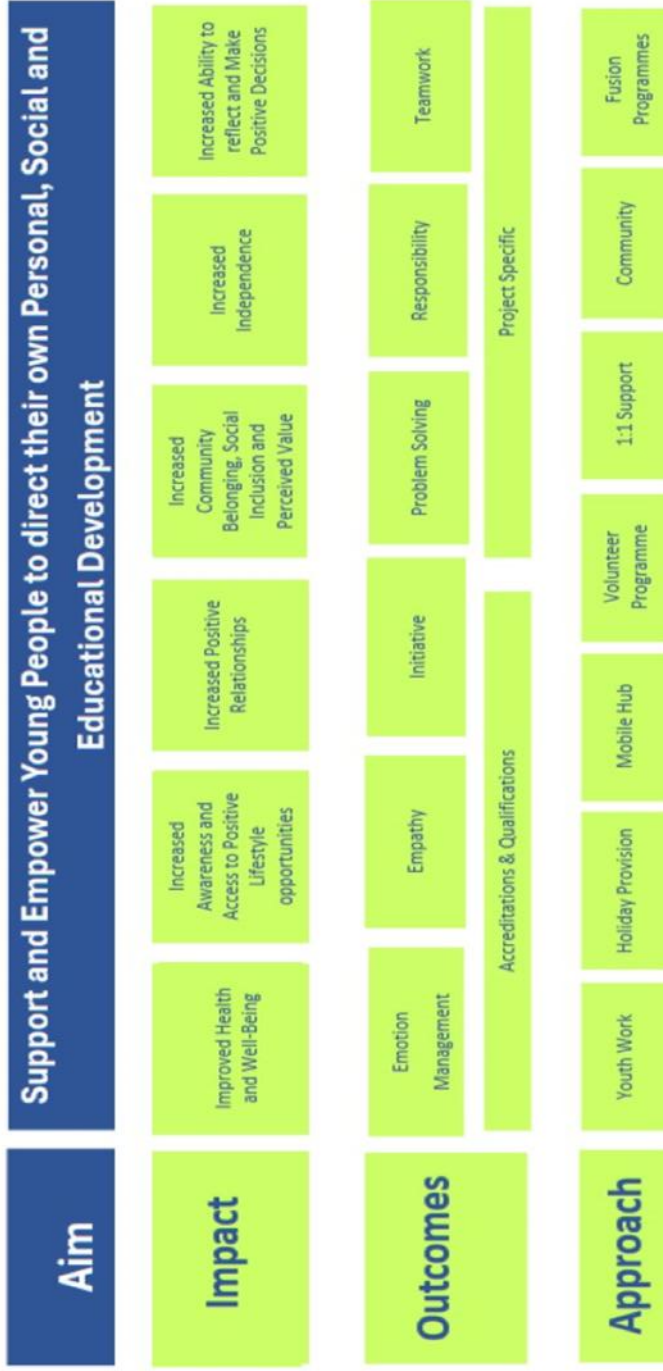 Aim
Support and Empower Young People to direct their own Personal, Social and
Educational Development
Impact
Improved Health
and Well-Being
Increased
Awareness and
Access to Positive
Lifestyle
opportunities
Increased Positive
Relationships
Increased
Community
Belonging, Social
Inclusion and
Perceived Value
Increased
Independence
Increased Ability to
reflect and Make
Positive Decisions
Outcomes
Emotion
Management
Empathy
Initiative
Problem Solving
Responsibility
Teamwork
Accreditations & Qualifications
Project Specific
Approach
Youth Work
Holiday Provision
Mobile Hub
Volunteer
Programme
1:1 Support
Community
Fusion
Programmes